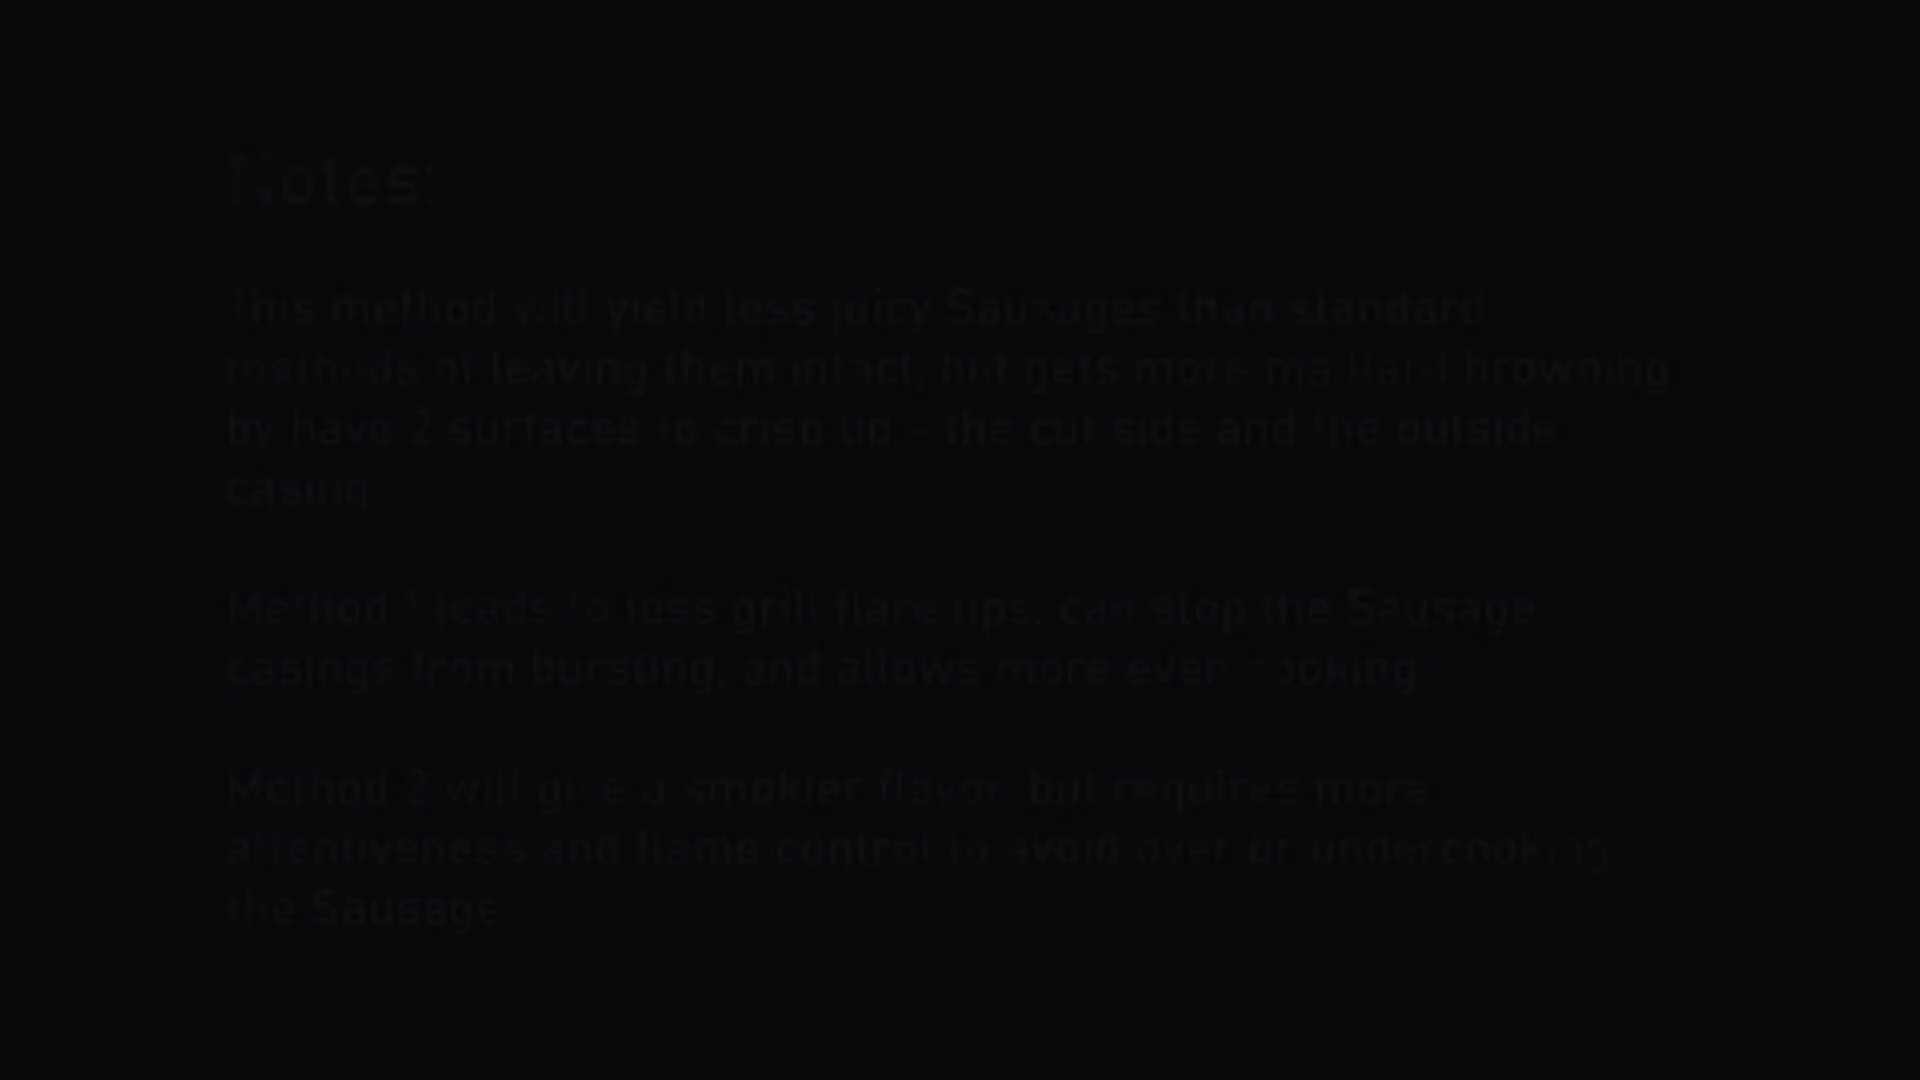 Notes:
This method will yield less juicy Sausages than standard
methods of leaving them intact, but gets more maillard browning
by have 2 surfaces to crisp up - the cut side and the outside
casing
Method 1 leads to less grill flare ups, can stop the Sausage
casings from bursting, and allows more even cooking
Method 2 will give a smokier flavor but requires more
attentiveness and flame control to avoid over or undercooking
the Sausage